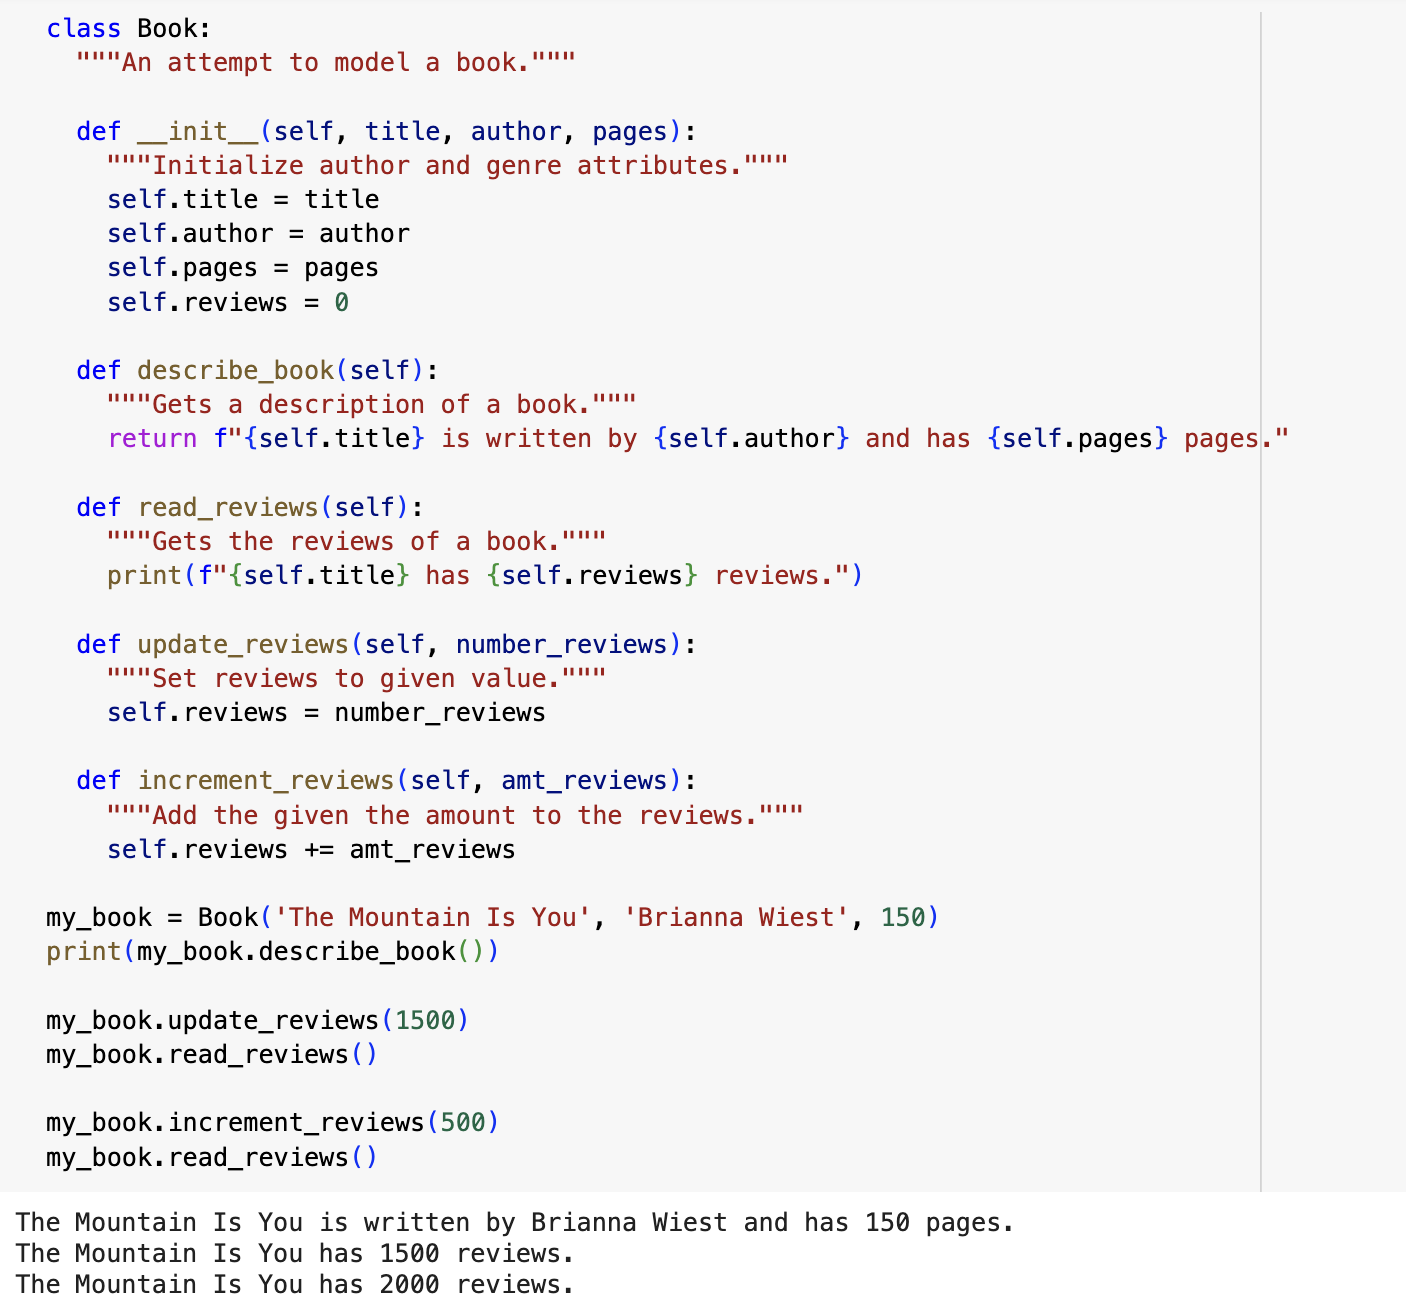 class Book:
  """An attempt to model a book."""

  def __init__(self, title, author, pages):
    """Initialize author and genre attributes."""
    self.title = title
    self.author = author
    self.pages = pages
    self.reviews = 0

  def describe_book(self):
    """Gets a description of a book."""
    return f"{self.title} is written by {self.author} and has {self.pages} pages."

  def read_reviews(self):
    """Gets the reviews of a book."""
    print(f"{self.title} has {self.reviews} reviews.")

  def update_reviews(self, number_reviews):
    """Set reviews to given value."""
    self.reviews = number_reviews

  def increment_reviews(self, amt_reviews):
    """Add the given the amount to the reviews."""
    self.reviews += amt_reviews

my_book = Book('The Mountain Is You', 'Brianna Wiest', 150)
print(my_book.describe_book())

my_book.update_reviews(1500)
my_book.read_reviews()

my_book.increment_reviews(500)
my_book.read_reviews()

The Mountain Is You is written by Brianna Wiest and has 150 pages.
The Mountain Is You has 1500 reviews.
The Mountain Is You has 2000 reviews.